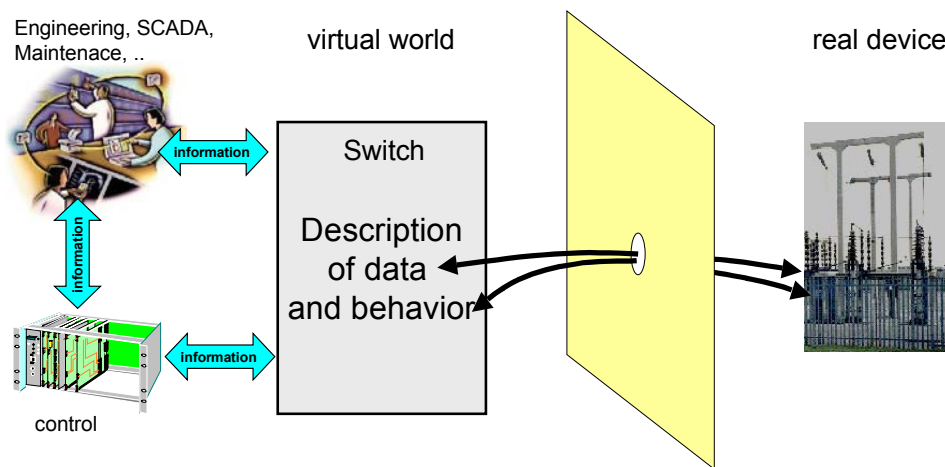 Engineering, SCADA,
Maintenace, ..
virtual world
real device
information
Switch
Description
of data
and behavior
information
information
control